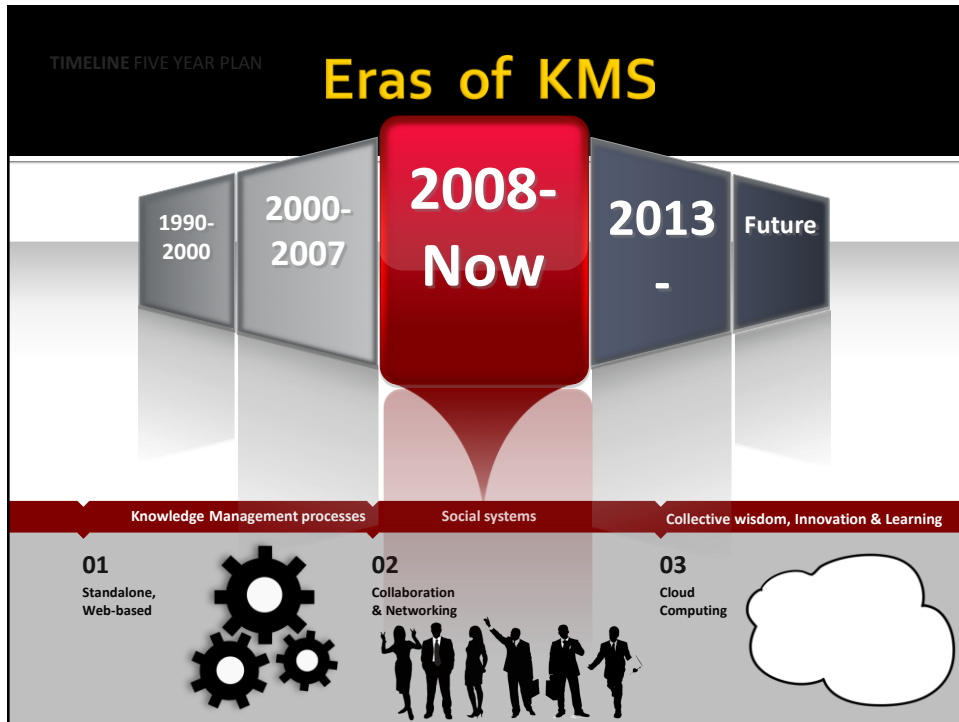 TIMELINE FIVE YEAR PLAN
Eras of KMS
1990-
2000
2000-
2007
2008-
Now
2013
-
Future
Knowledge Management processes
Social systems
Collective wisdom, Innovation & Learning
01
Standalone,
Web-based
02
Collaboration
& Networking
03
Cloud
Computing